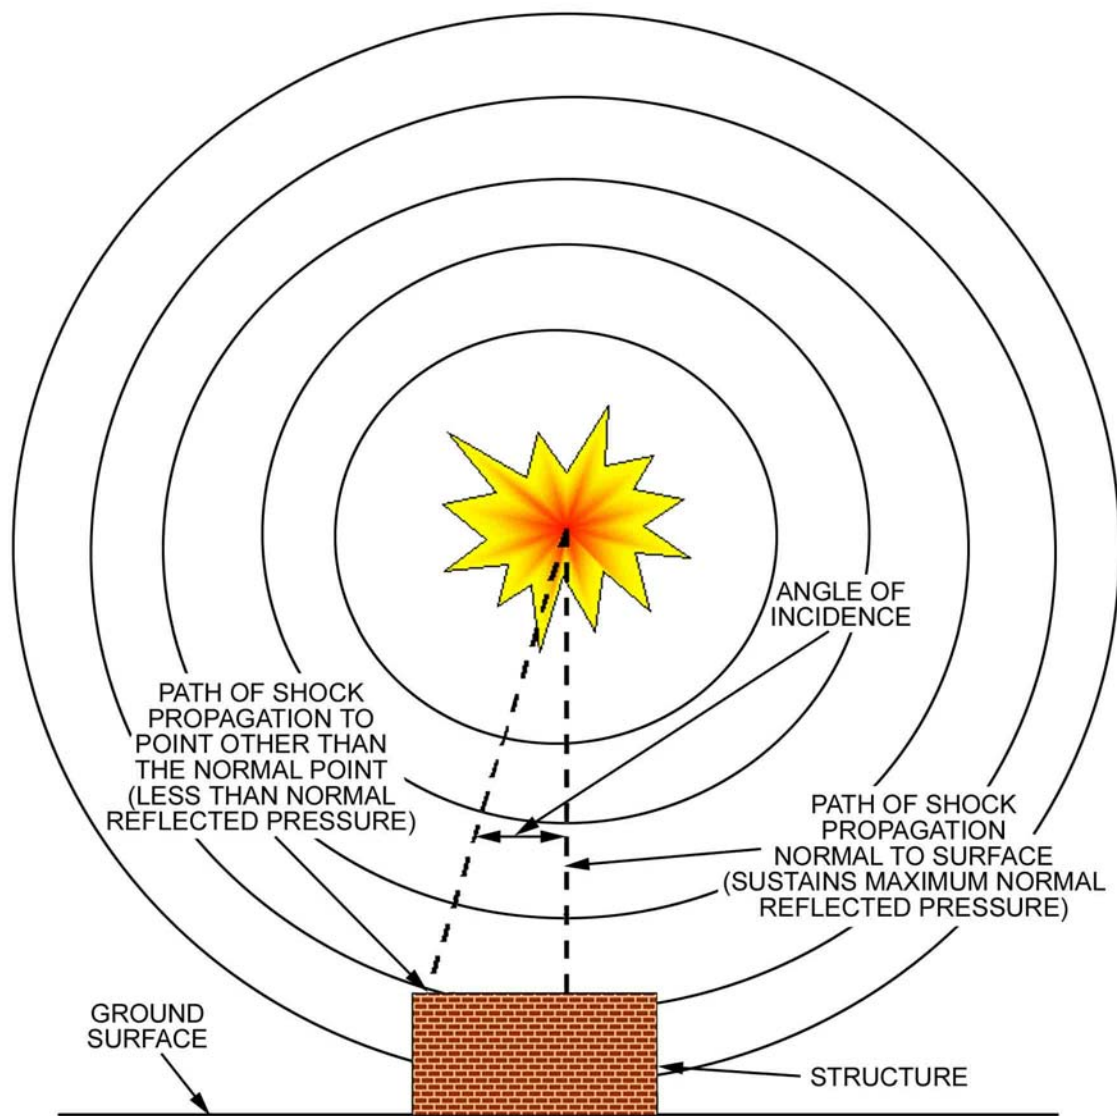 ANGLE OF
INCIDENCE
PATH OF SHOCK
PROPAGATION TO
POINT OTHER THAN
THE NORMAL POINT
(LESS THAN NORMAL
REFLECTED PRESSURE)
PATH OF SHOCK
PROPAGATION
NORMAL TO SURFACE
(SUSTAINS MAXIMUM NORMAL
REFLECTED PRESSURE)
GROUND
SURFACE
STRUCTURE